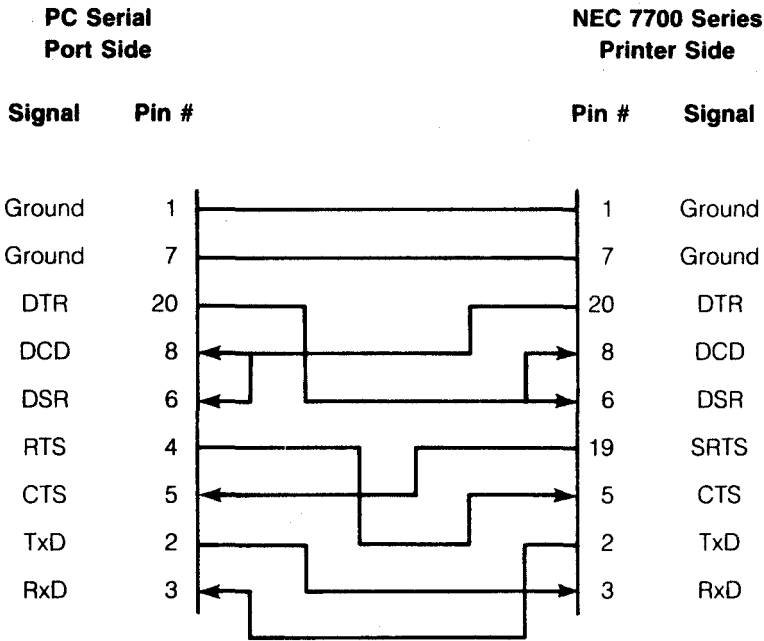 PC Serial NEC 7700 Series
Port Side Printer Side
Signal Pin # Pin # Signal
Ground 1 1 Ground
Ground 7 7 Ground
DTR 20 20 DTR
DCD 8 8 DCD
DSR 6 6 DSR
RTS 4 19 SRTS
CTS 5 5 CTS
TxD 2 2 TxD
RxD 3 3 RxD